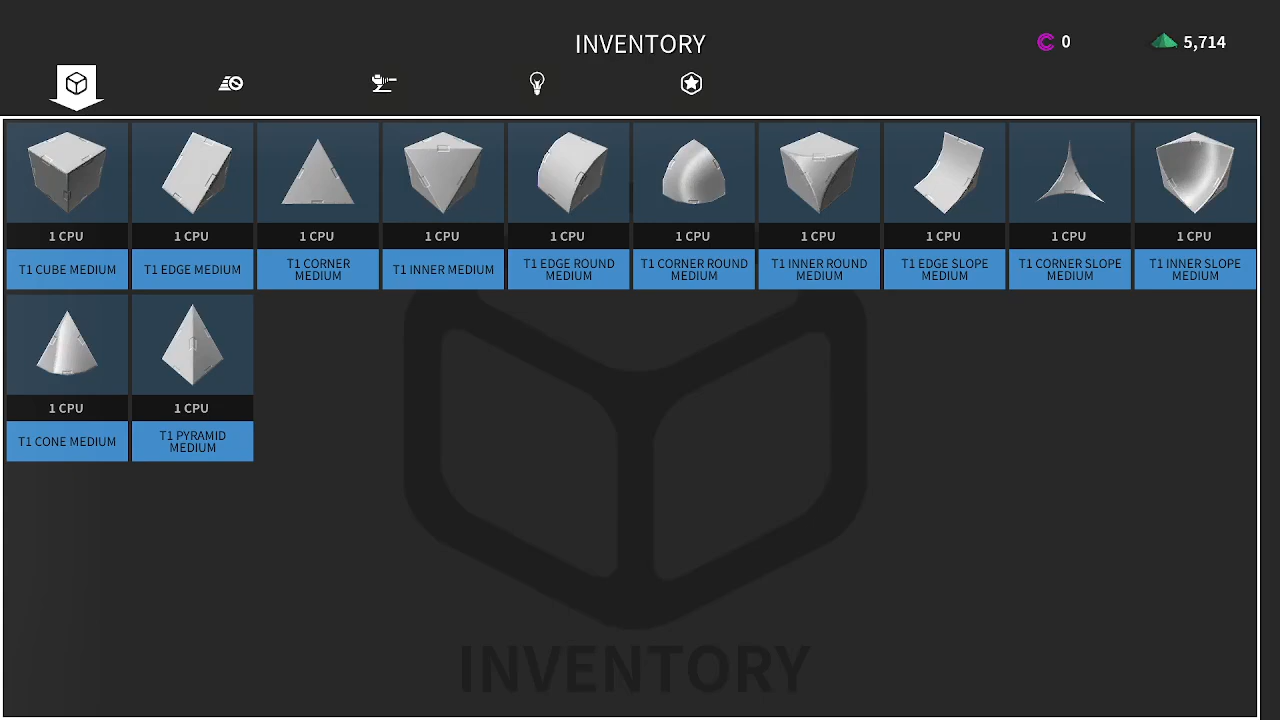 INVENTORY
0
5,714
1 CPU
1 CPU
1 CPU
1 CPU
1 CPU
1 CPU
1 CPU
1 CPU
1 CPU
1 CPU
T1 CUBE MEDIUM
T1 EDGE MEDIUM
T1 CORNER
MEDIUM
T1 INNER MEDIUM
T1 EDGE ROUND
MEDIUM
T1 CORNER ROUND
MEDIUM
T1 INNER ROUND
MEDIUM
T1 EDGE SLOPE
MEDIUM
T1 CORNER SLOPE
MEDIUM
T1 INNER SLOPE
MEDIUM
1 CPU
1 CPU
T1 CONE MEDIUM
T1 PYRAMID
MEDIUM
INVENTORY